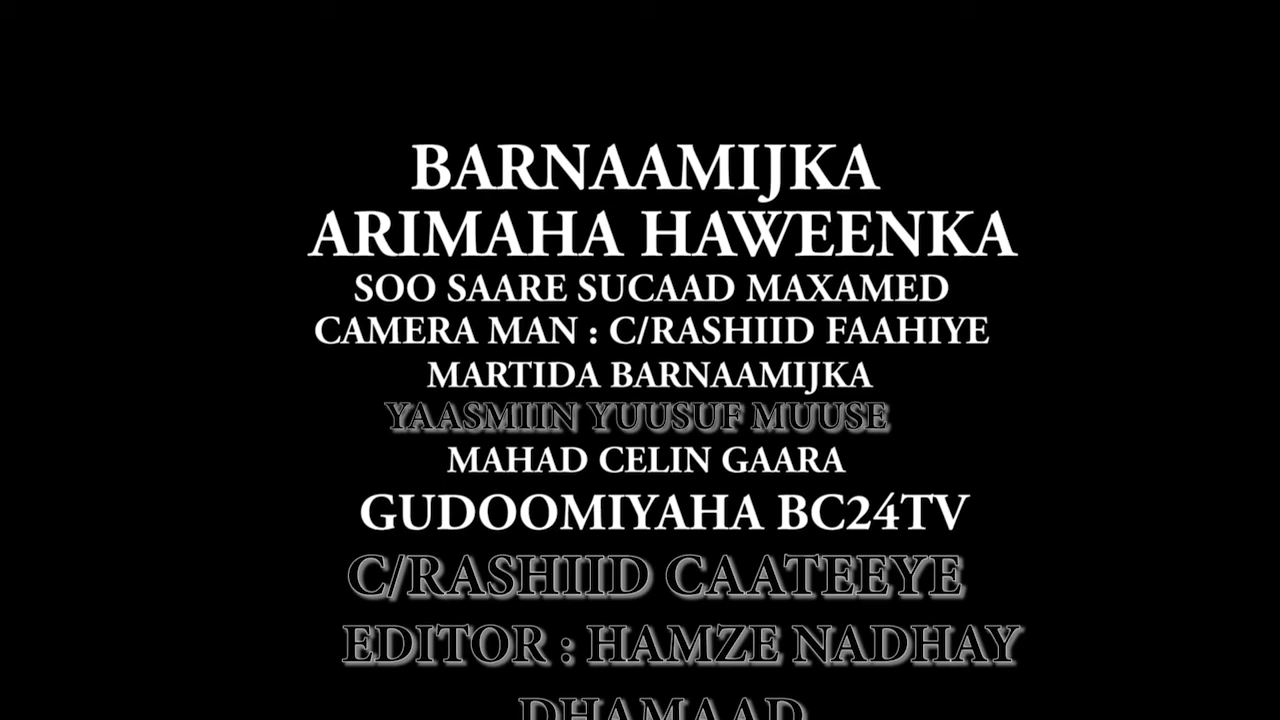 BARNAAMIJKA
ARIMAHA HAWEENKA
SOO SAARE SUCAAD MAXAMED
CAMERA MAN : C/RASHIID FAAHIYE
MARTIDA BARNAAMIJKA
YAASMIIN YUUSUF MUUSE
MAHAD CELIN GAARA
GUDOOMIYAHA BC24TV
C/RASHIID CAATEEYE
EDITOR : HAMZE NADHAY
DHAMAAD